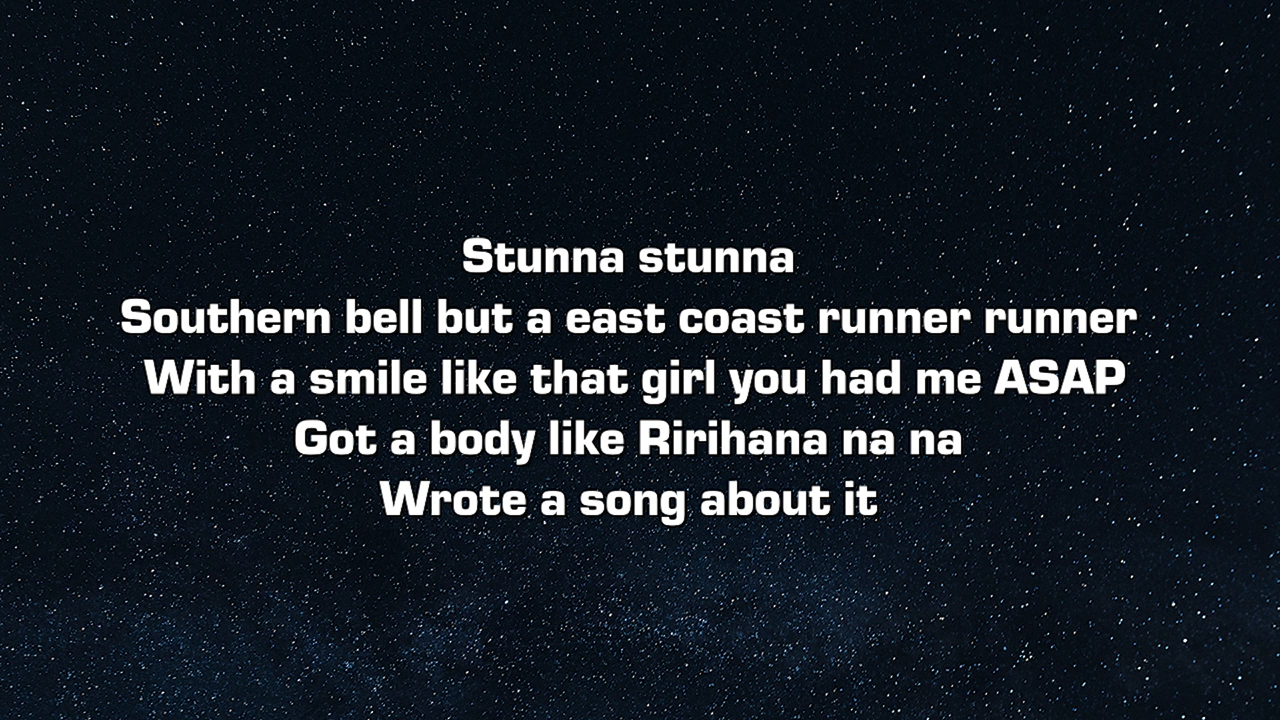 Stunna stunna
Southern bell but a east coast runner runner
With a smile like that girl you had me ASAP
Got a body like Ririhana na na
Wrote a song about it